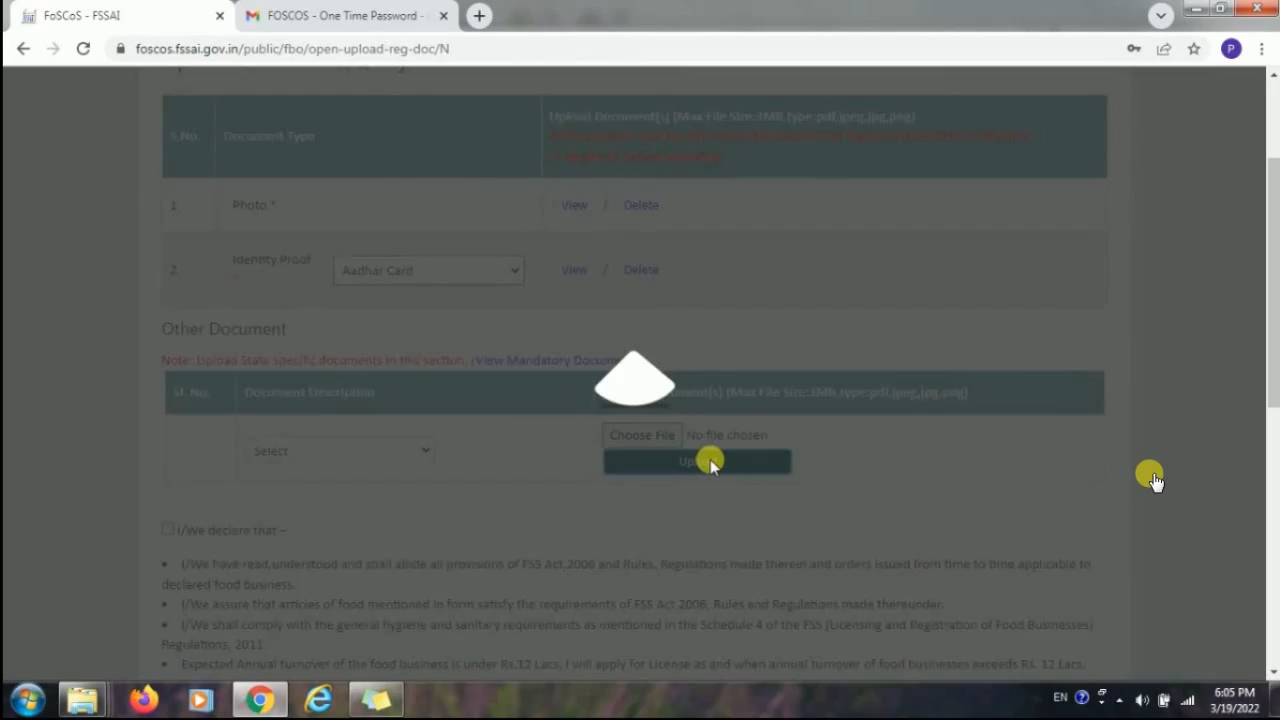 FoSCoS - FSSAI
FOSCOS - One Time Password -
foscos.fssai.gov.in/public/fbo/open-upload-reg-doc/N
P
S.No.
Document Type
Upload Document(s) (Max File Size:3MB,type:pdf,jpeg,jpg,png)
1
Photo *
View / Delete
2
Identity Proof
Aadhar Card
View / Delete
Other Document
Note: Upload State specific documents in this section. (View Mandatory
Sl. No.
Document Description
(Max File Size:3MB,type:pdf,jpeg,jpg,png)
Select
Choose File No file chosen
I/We declare that –
• I/We have read,understood and shall abide all provisions of FSS Act,2006 and Rules, Regulations made therein and orders issued from time to time applicable to
declared food business.
• I/We assure that articles of food mentioned in form satisfy the requirements of FSS Act 2006, Rules and Regulations made thereunder.
• I/We shall comply with the general hygiene and sanitary requirements as mentioned in the Schedule 4 of the FSS (Licensing and Registration of Food Businesses)
Regulations, 2011.
• Expected Annual turnover of the food business is under Rs.12 Lacs, I will apply for License as and when annual turnover of food businesses exceeds Rs. 12 Lacs.
EN
6:05 PM
3/19/2022